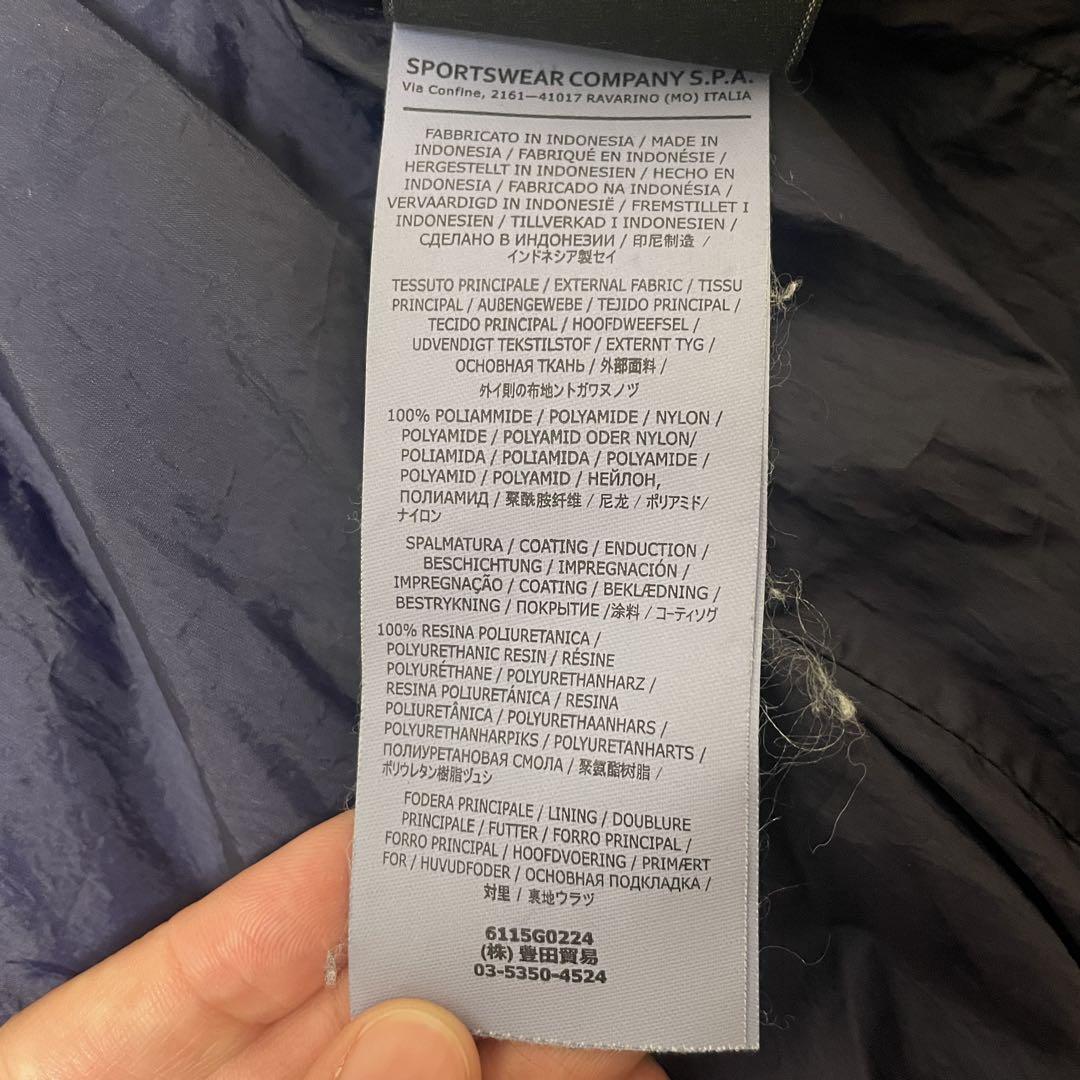 SPORTSWEAR COMPANY S.P.A.
Via Confine, 2161—41017 RAVARINO (MO) ITALIA
FABBRICATO IN INDONESIA / MADE IN
INDONESIA / FABRIQUÉ EN INDONÉSIE /
HERGESTELLT IN INDONESIEN / HECHO EN
INDONESIA / FABRICADO NA INDONÉSIA /
VERVAARDIGD IN INDONESIË / FREMSTILLET I
INDONESIEN / TILLVERKAD I INDONESIEN /
СДЕЛАНО В ИНДОНЕЗИИ / 印尼制造 /
インドネシア製セイ
TESSUTO PRINCIPALE / EXTERNAL FABRIC / TISSU
PRINCIPAL / AUßENGEWEBE / TEJIDO PRINCIPAL /
TECIDO PRINCIPAL / HOOFDWEEFSEL /
UDVENDIGT TEKSTILSTOF / EXTERNT TYG /
ОСНОВНАЯ ТКАНЬ / 外部面料 /
外イ則の布地ントガワヌノヅ
100% POLIAMMIDE / POLYAMIDE / NYLON /
POLYAMIDE / POLYAMID ODER NYLON/
POLIAMIDA / POLIAMIDA / POLYAMIDE /
POLYAMID / POLYAMID / НЕЙЛОН,
ПОЛИАМИД / 聚酰胺纤维 / 尼龙 / ポリアミド/
ナイロン
SPALMATURA / COATING / ENDUCTION /
BESCHICHTUNG / IMPREGNACIÓN /
IMPREGNAÇÃO / COATING / BEKLÆDNING /
BESTRYKNING / ПОКРЫТИЕ /涂料 / コーティソグ
100% RESINA POLIURETANICA /
POLYURETHANIC RESIN / RÉSINE
POLYURÉTHANE / POLYURETHANHARZ /
RESINA POLIURETÁNICA / RESINA
POLIURETÂNICA / POLYURETHAANHARS /
POLYURETHANHARPIKS / POLYURETANHARTS /
ПОЛИУРЕТАНОВАЯ СМОЛА / 聚氨酯树脂 /
ポリウレタン樹脂ヅュシ
FODERA PRINCIPALE / LINING / DOUBLURE
PRINCIPALE / FUTTER / FORRO PRINCIPAL /
FORRO PRINCIPAL / HOOFDVOERING / PRIMÆRT
FOR / HUVUDFODER / ОСНОВНАЯ ПОДКЛАДКА /
対里 / 裏地ウラヅ
6115G0224
(株) 豊田貿易
03-5350-4524